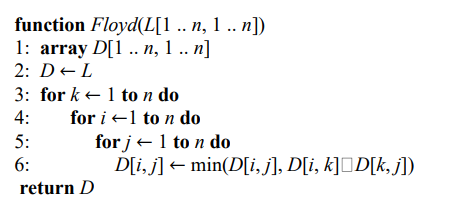 function Floyd(L[1 .. n, 1 .. n])
1: array D[1 .. n, 1 .. n]
2: D ← L
3: for k ← 1 to n do
4: for i ←1 to n do
5: for j ← 1 to n do
6: D[i, j] ← min(D[i, j], D[i, k]□D[k, j])
return D